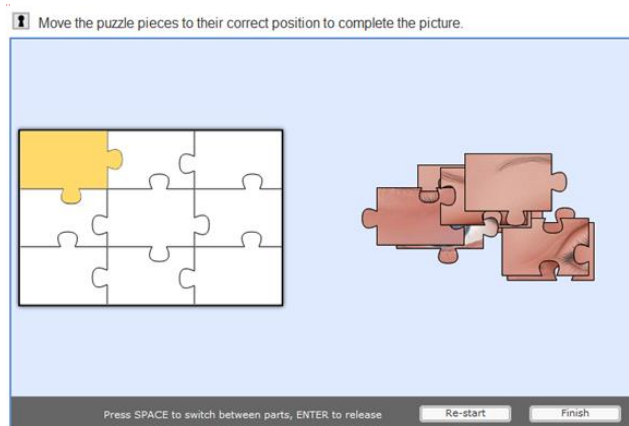 Move the puzzle pieces to their correct position to complete the picture.
Press SPACE to switch between parts, ENTER to release
Re-start
Finish